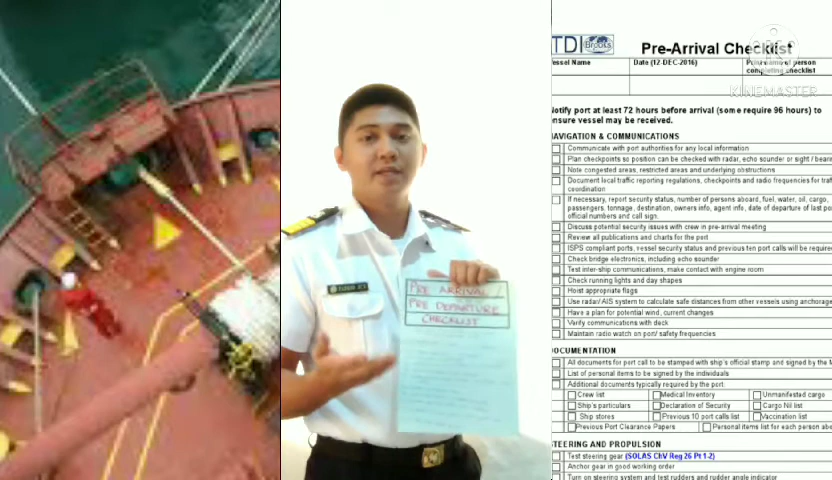 PRE ARRIVAL /
PRE DEPARTURE
CHECKLIST
TDI Brooks
Pre-Arrival Checklist
Vessel Name Date (12-DEC-2016) Print name of person
completing checklist
KINEMASTER
Notify port at least 72 hours before arrival (some require 96 hours) to
ensure vessel may be received.
NAVIGATION & COMMUNICATIONS
Communicate with port authorities for any local information
Plan checkpoints so position can be checked with radar, echo sounder or sight / bearin
Note congested areas, restricted areas and underlying obstructions
Document local traffic reporting regulations, checkpoints and radio frequencies for traf
coordination
If necessary, report security status, number of persons aboard, fuel, water, oil, cargo,
passengers, tonnage, destination, owners info, agent info, date of departure of last po
official numbers and call sign.
Discuss potential security issues with crew in pre-arrival meeting
Review all publications and charts for the port
ISPS compliant ports, vessel security status and previous ten port calls will be require
Check bridge electronics, including echo sounder
Test inter-ship communications, make contact with engine room
Check running lights and day shapes
Hoist appropriate flags
Use radar/ AIS system to calculate safe distances from other vessels using anchorage
Have a plan for potential wind, current changes
Verify communications with deck
Maintain radio watch on port/ safety frequencies
DOCUMENTATION
All documents for port call to be stamped with ship's official stamp and signed by the M
List of personal items to be signed by the individuals
Additional documents typically required by the port:
Crew list Medical Inventory Unmanifested cargo
Ship's particulars Declaration of Security Cargo Nil list
Ship stores Previous 10 port calls list Vaccination list
Previous Port Clearance Papers Personal items list for each person abo
STEERING AND PROPULSION
Test steering gear (SOLAS ChV Reg 26 Pt 1-2)
Anchor gear in good working order
Turn on steering system and test rudders and rudder angle indicator